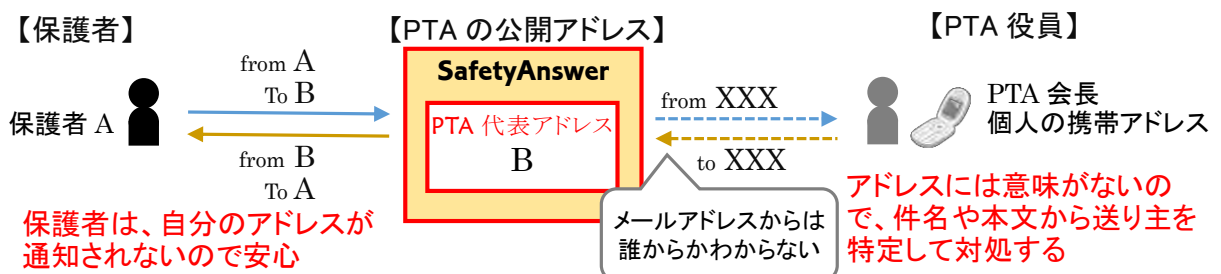 【保護者】
【PTA の公開アドレス】
【PTA 役員】
from A
To B
SafetyAnswer
from XXX
PTA 会長
個人の携帯アドレス
保護者 A
PTA 代表アドレス
B
from B
To A
to XXX
保護者は、自分のアドレスが
通知されないので安心
メールアドレスからは
誰からかわからない
アドレスには意味がないの
で、件名や本文から送り主を
特定して対処する